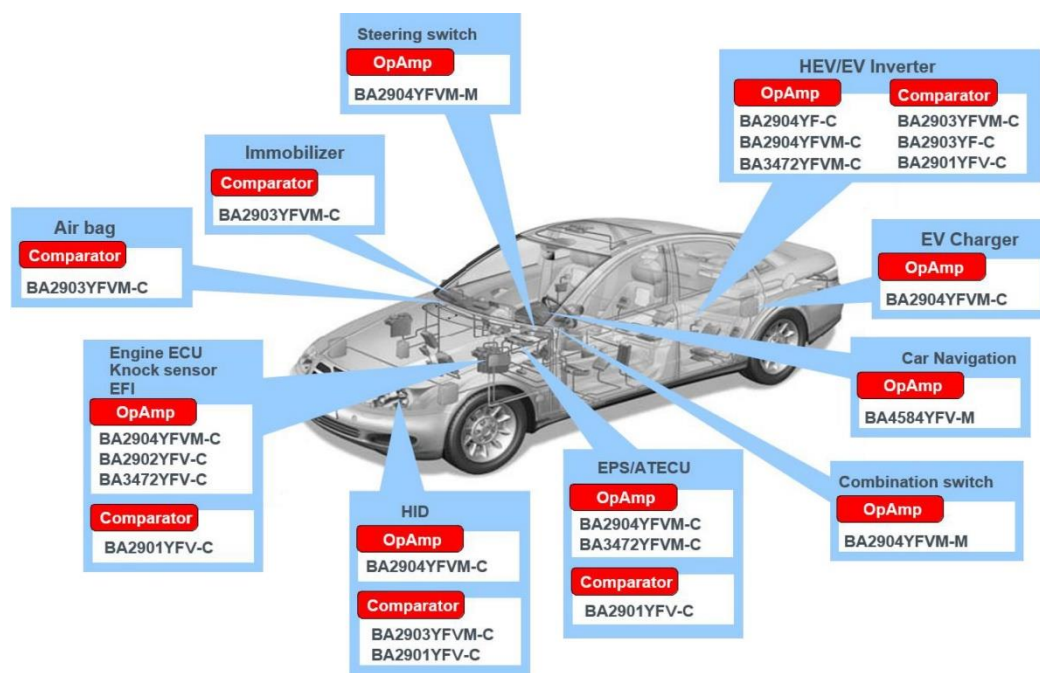 Steering switch
OpAmp
BA2904YFVM-M
HEV/EV Inverter
OpAmp
BA2904YF-C
BA2904YFVM-C
BA3472YFVM-C
Comparator
BA2903YFVM-C
BA2903YF-C
BA2901YFV-C
Immobilizer
Comparator
BA2903YFVM-C
Air bag
Comparator
BA2903YFVM-C
EV Charger
OpAmp
BA2904YFVM-C
Engine ECU
Knock sensor
EFI
OpAmp
BA2904YFVM-C
BA2902YFV-C
BA3472YFV-C
Comparator
BA2901YFV-C
Car Navigation
OpAmp
BA4584YFV-M
HID
OpAmp
BA2904YFVM-C
Comparator
BA2903YFVM-C
BA2901YFV-C
EPS/ATECU
OpAmp
BA2904YFVM-C
BA3472YFVM-C
Comparator
BA2901YFV-C
Combination switch
OpAmp
BA2904YFVM-M